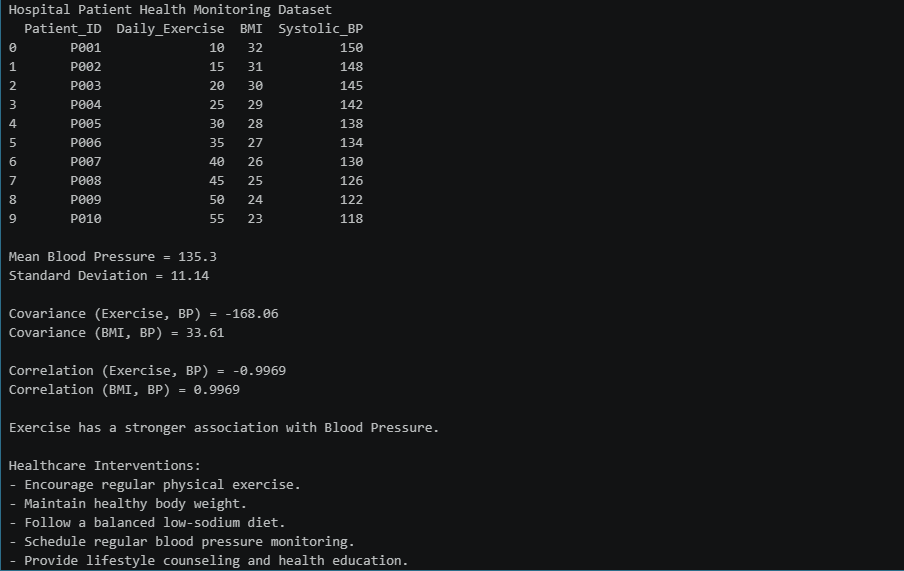 Hospital Patient Health Monitoring Dataset
Patient_ID Daily_Exercise BMI Systolic_BP
0 P001 10 32 150
1 P002 15 31 148
2 P003 20 30 145
3 P004 25 29 142
4 P005 30 28 138
5 P006 35 27 134
6 P007 40 26 130
7 P008 45 25 126
8 P009 50 24 122
9 P010 55 23 118
Mean Blood Pressure = 135.3
Standard Deviation = 11.14
Covariance (Exercise, BP) = -168.06
Covariance (BMI, BP) = 33.61
Correlation (Exercise, BP) = -0.9969
Correlation (BMI, BP) = 0.9969
Exercise has a stronger association with Blood Pressure.
Healthcare Interventions:
- Encourage regular physical exercise.
- Maintain healthy body weight.
- Follow a balanced low-sodium diet.
- Schedule regular blood pressure monitoring.
- Provide lifestyle counseling and health education.